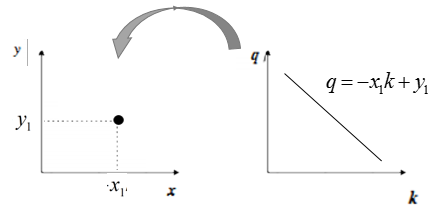 y
y₁
·x₁.
x
q
q = −x₁k + y₁
k